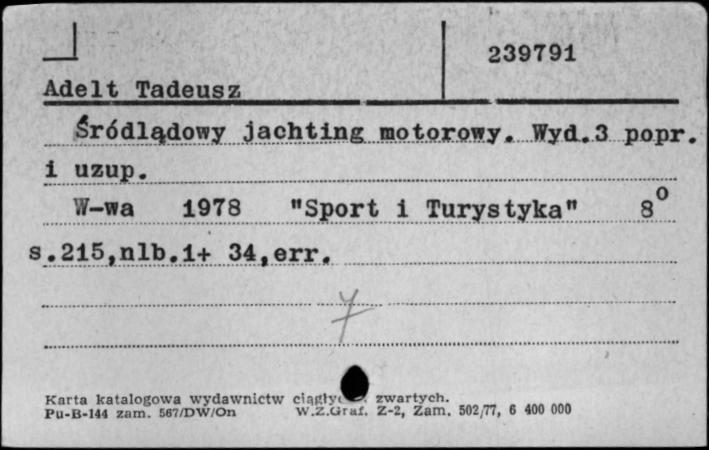 239791
Adelt Tadeusz
Śródlądowy jachting motorowy. Wyd.3 popr.
i uzup.
W-wa 1978 "Sport i Turystyka" 8°
s.215,nlb.1+ 34,err.
7
Karta katalogowa wydawnictw zwartych.
Pu-B-144 zam. 567/DW/On W.Z.Graf. Z-2, Zam. 502/77, 6 400 000